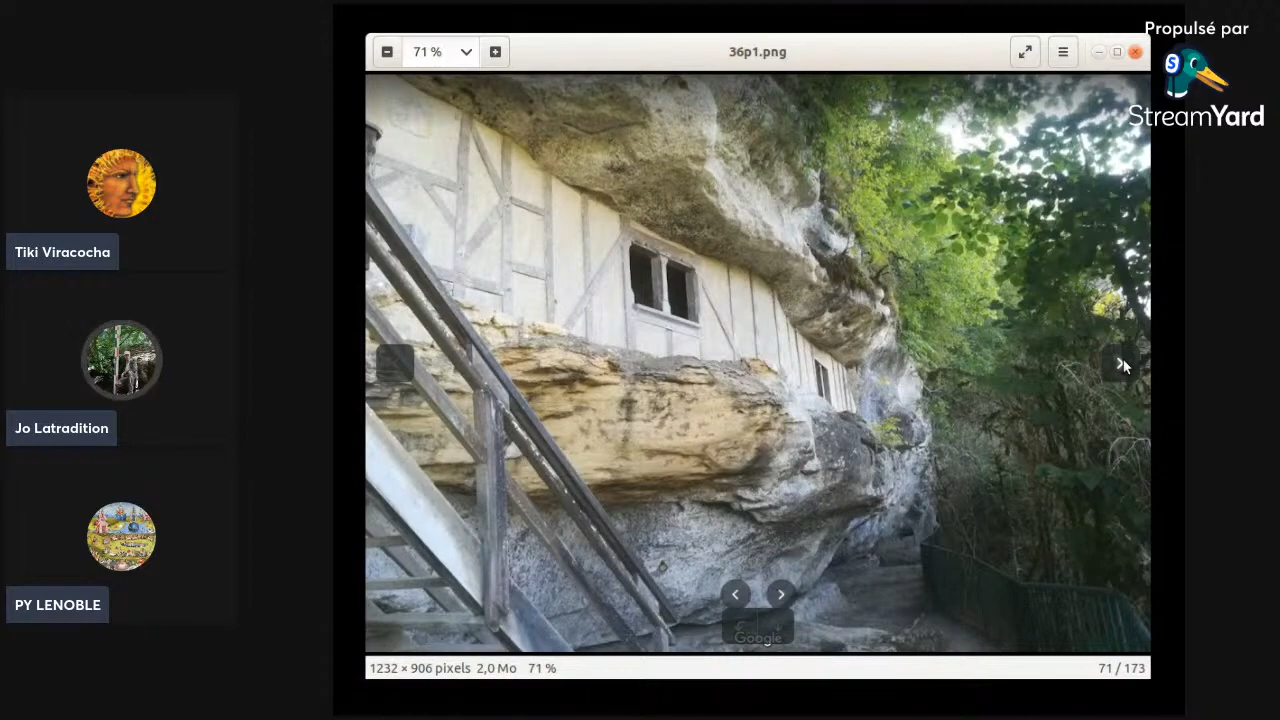 Propulsé par
StreamYard
71 %
36p1.png
Tiki Viracocha
Jo Latradition
PY LENOBLE
Google
1232 × 906 pixels 2,0 Mo 71 %
71 / 173